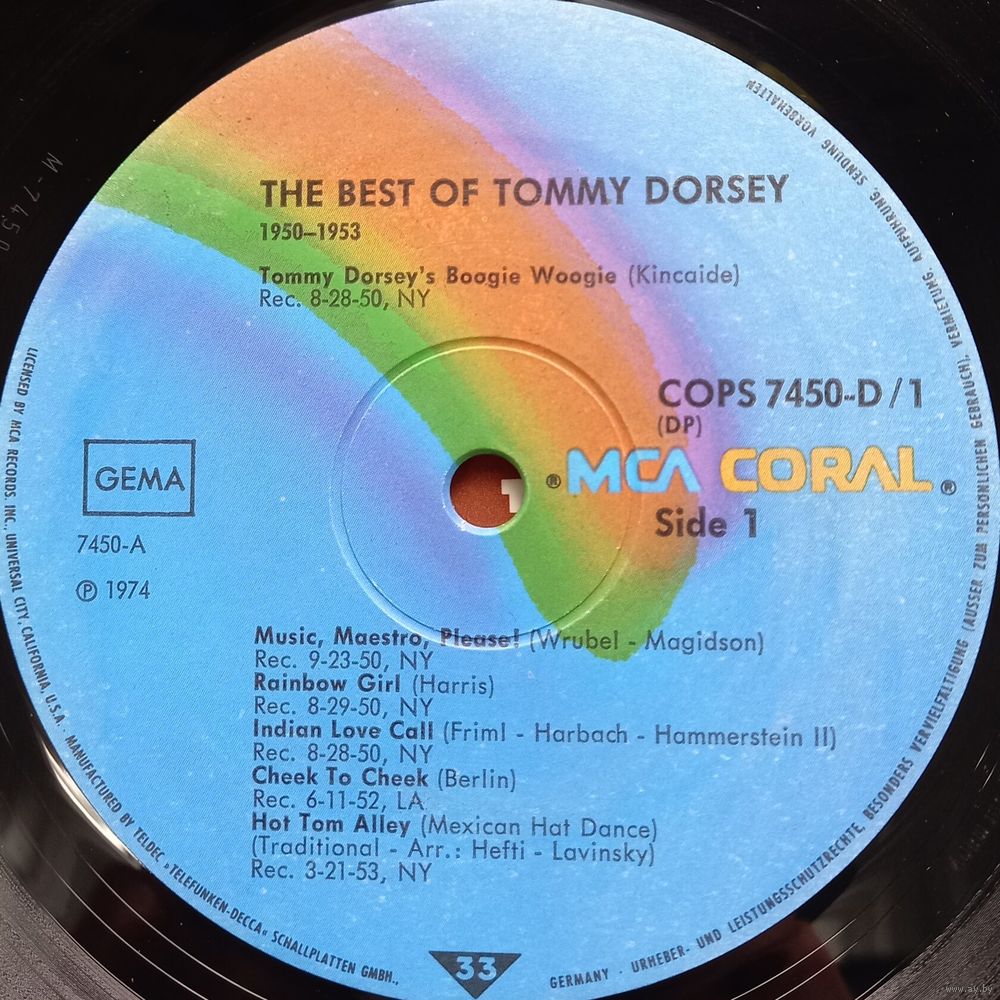 THE BEST OF TOMMY DORSEY
1950–1953
Tommy Dorsey's Boogie Woogie (Kincaide)
Rec. 8-28-50, NY
COPS 7450-D/1
(DP)
® MCA CORAL ®
Side 1
GEMA
7450-A
℗ 1974
Music, Maestro, Please! (Wrubel - Magidson)
Rec. 9-23-50, NY
Rainbow Girl (Harris)
Rec. 8-29-50, NY
Indian Love Call (Friml - Harbach - Hammerstein II)
Rec. 8-28-50, NY
Cheek To Cheek (Berlin)
Rec. 6-11-52, LA
Hot Tom Alley (Mexican Hat Dance)
(Traditional - Arr.: Hefti - Lavinsky)
Rec. 3-21-53, NY
33
LICENSED BY MCA RECORDS, INC., UNIVERSAL CITY, CALIFORNIA, U.S.A. · MANUFACTURED BY TELDEC »TELEFUNKEN-DECCA« SCHALLPLATTEN GMBH.,
GERMANY · URHEBER- UND LEISTUNGSSCHUTZRECHTE, BESONDERS VERVIELFÄLTIGUNG (AUSSER ZUM PERSÖNLICHEN GEBRAUCH), VERMIETUNG, AUFFÜHRUNG, SENDUNG VORBEHALTEN
M-7450
www.ay.by